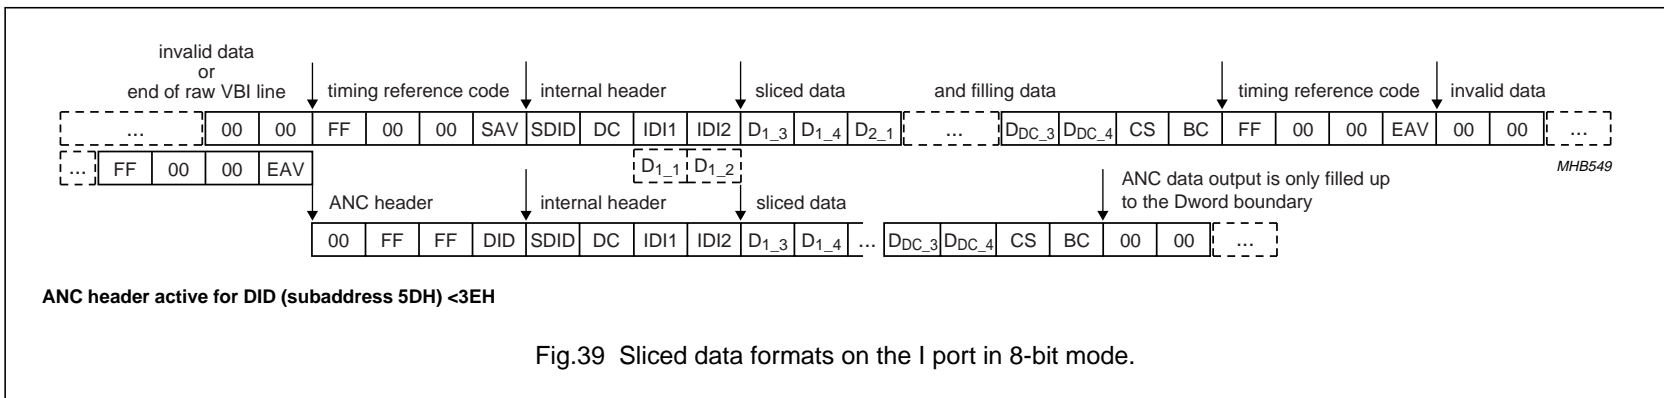 invalid data
or
end of raw VBI line
timing reference code
internal header
sliced data
and filling data
timing reference code
invalid data
... 00 00 FF 00 00 SAV SDID DC IDI1 IDI2 D1_3 D1_4 D2_1 ... DDC_3 DDC_4 CS BC FF 00 00 EAV 00 00 ...
... FF 00 00 EAV
D1_1 D1_2
MHB549
ANC header
internal header
sliced data
ANC data output is only filled up
to the Dword boundary
00 FF FF DID SDID DC IDI1 IDI2 D1_3 D1_4 ... DDC_3 DDC_4 CS BC 00 00 ...
ANC header active for DID (subaddress 5DH) <3EH
Fig.39 Sliced data formats on the I port in 8-bit mode.